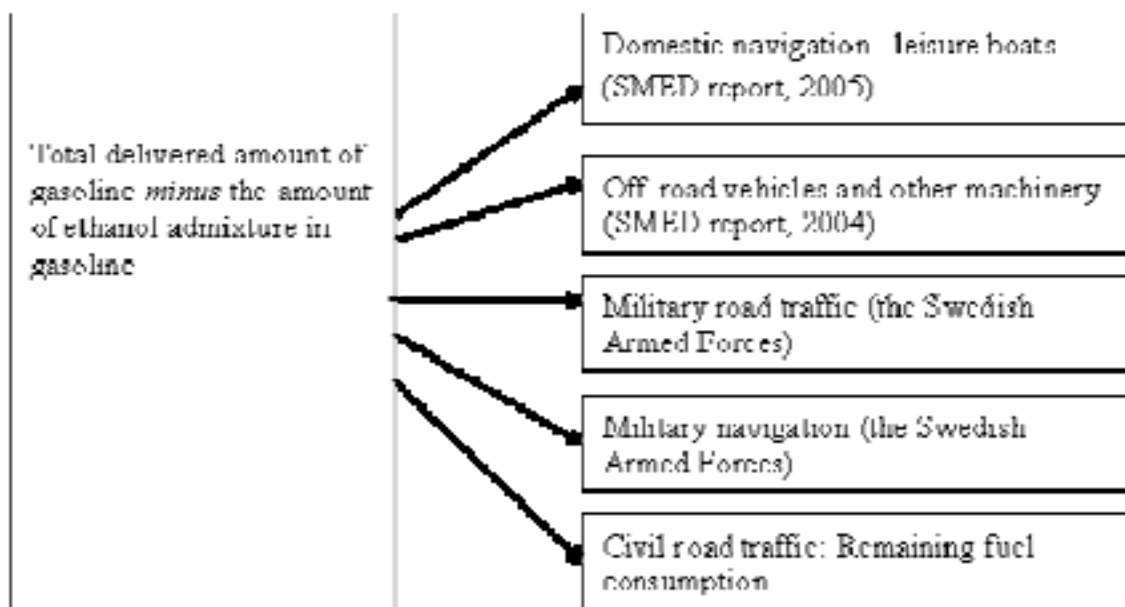 Total delivered amount of
gasoline minus the amount
of ethanol admixture in
gasoline
Domestic navigation leisure boats
(SMED report, 2005)
Off road vehicles and other machinery
(SMED report, 2004)
Military road traffic (the Swedish
Armed Forces)
Military navigation (the Swedish
Armed Forces)
Civil road traffic: Remaining fuel
consumption